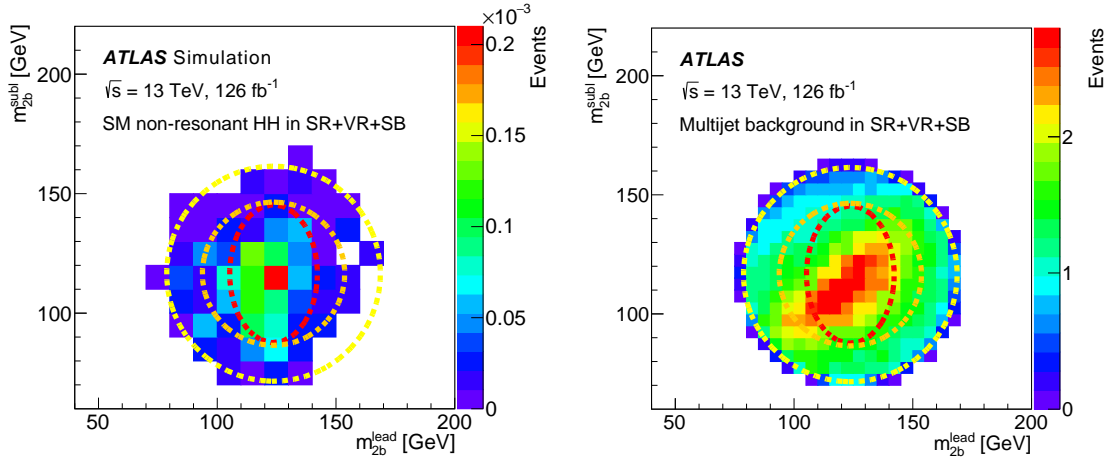 ×10⁻³
ATLAS Simulation
√s = 13 TeV, 126 fb⁻¹
SM non-resonant HH in SR+VR+SB
m_2b^subl [GeV]
200
150
100
50
100
150
200
m_2b^lead [GeV]
0.2
0.15
0.1
0.05
0
Events
ATLAS
√s = 13 TeV, 126 fb⁻¹
Multijet background in SR+VR+SB
m_2b^subl [GeV]
200
150
100
50
100
150
200
m_2b^lead [GeV]
2
1
0
Events